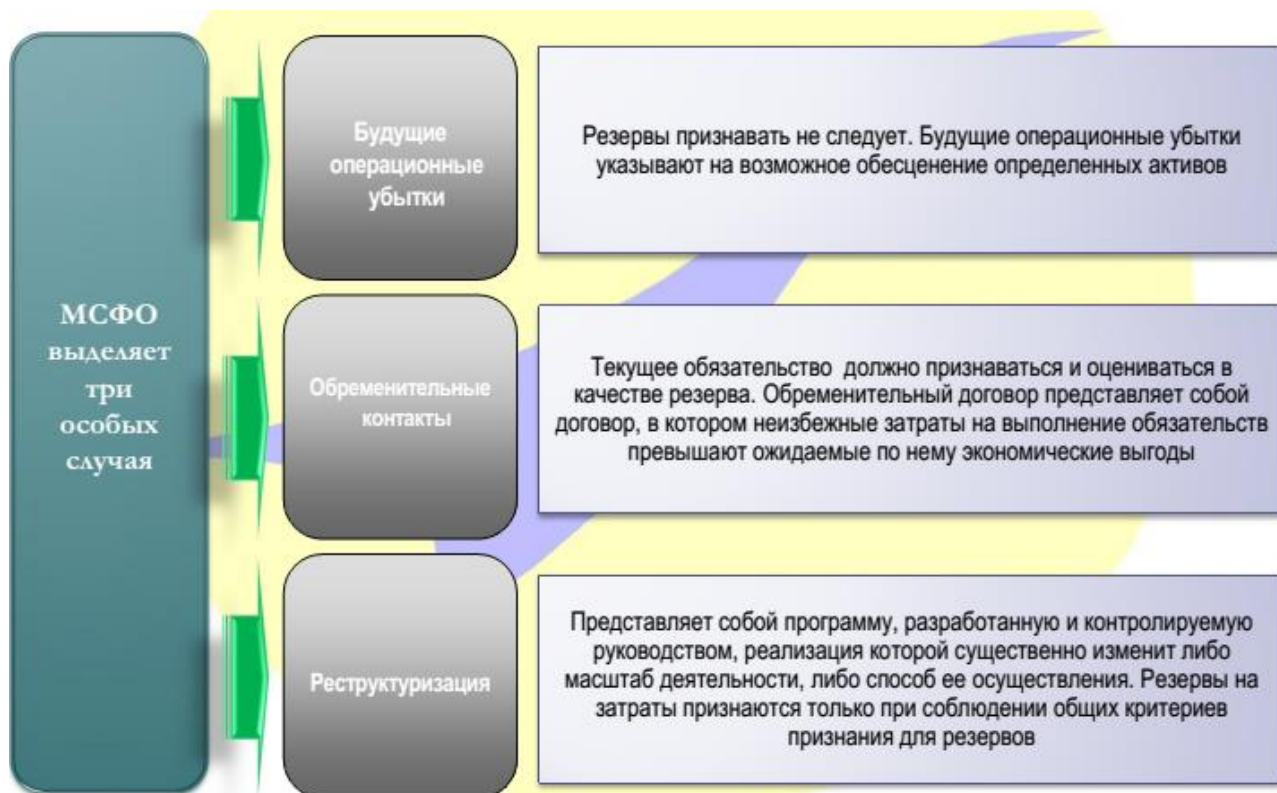 МСФО
выделяет
три
особых
случая
Будущие
операционные
убытки
Резервы признавать не следует. Будущие операционные убытки
указывают на возможное обесценение определенных активов
Обременительные
контакты
Текущее обязательство должно признаваться и оцениваться в
качестве резерва. Обременительный договор представляет собой
договор, в котором неизбежные затраты на выполнение обязательств
превышают ожидаемые по нему экономические выгоды
Реструктуризация
Представляет собой программу, разработанную и контролируемую
руководством, реализация которой существенно изменит либо
масштаб деятельности, либо способ ее осуществления. Резервы на
затраты признаются только при соблюдении общих критериев
признания для резервов